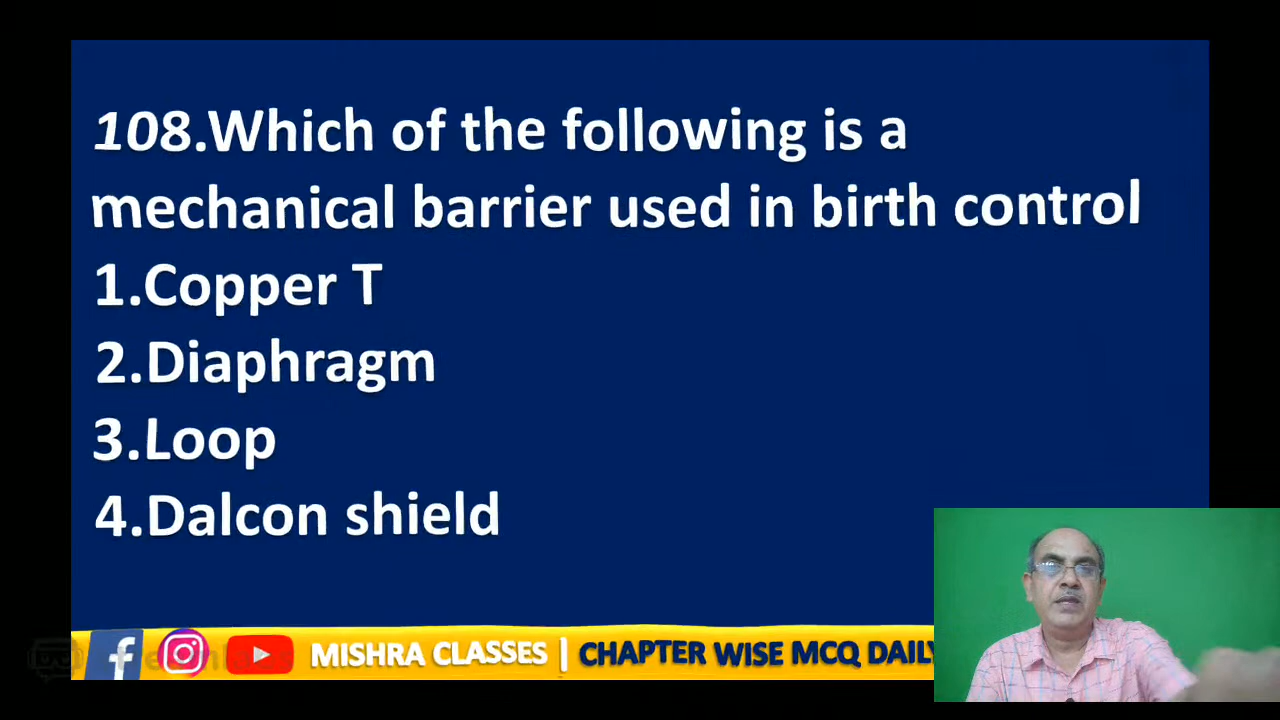 108.Which of the following is a
mechanical barrier used in birth control
1.Copper T
2.Diaphragm
3.Loop
4.Dalcon shield
MISHRA CLASSES | CHAPTER WISE MCQ DAILY